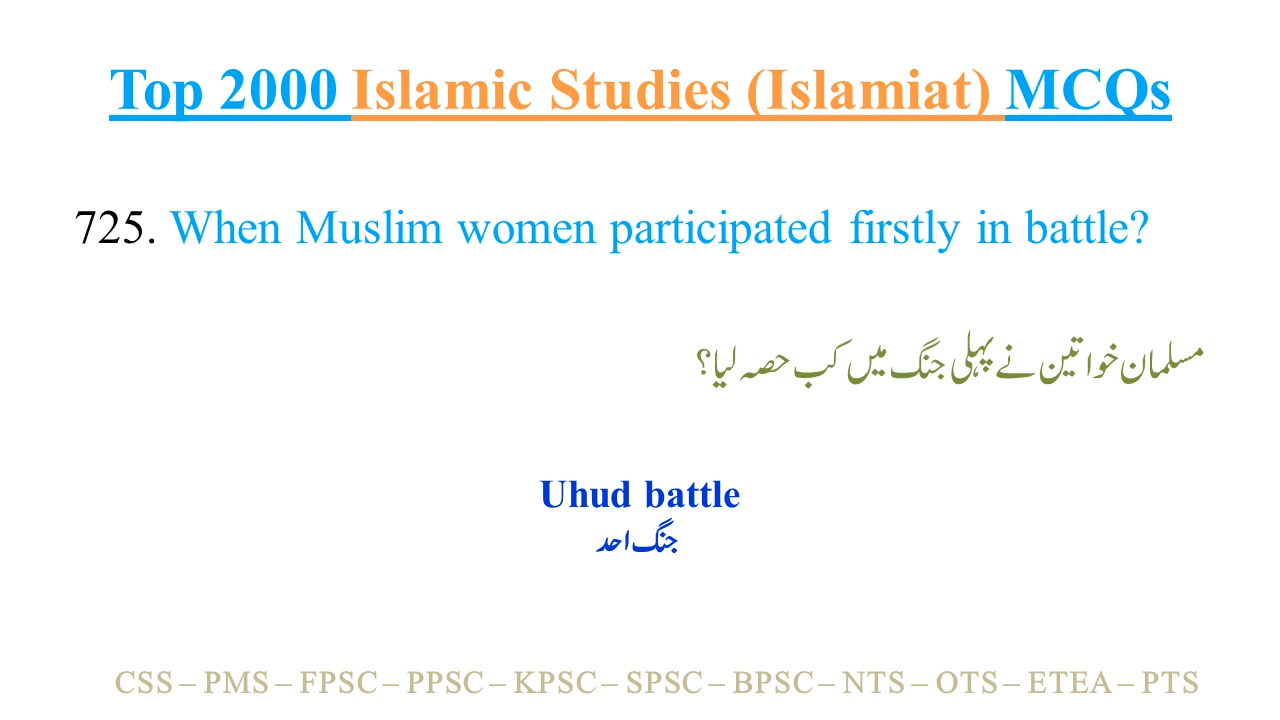 Top 2000 Islamic Studies (Islamiat) MCQs
725. When Muslim women participated firstly in battle?
مسلمان خواتین نے پہلی جنگ میں کب حصہ لیا؟
Uhud battle
جنگ احد
CSS – PMS – FPSC – PPSC – KPSC – SPSC – BPSC – NTS – OTS – ETEA – PTS